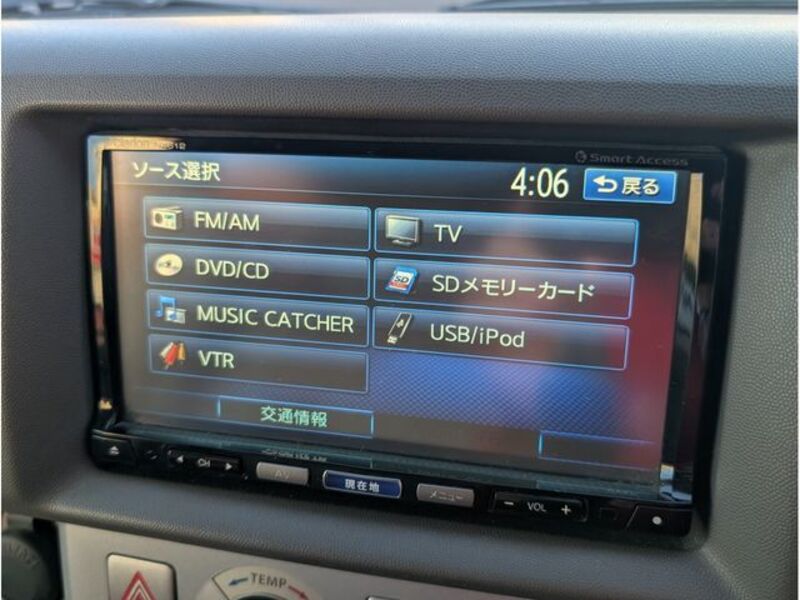 Smart Access
ソース選択
4:06
戻る
FM/AM
TV
DVD/CD
SDメモリーカード
MUSIC CATCHER
USB/iPod
VTR
交通情報
CH
AV
現在地
メニュー
− VOL +
TEMP